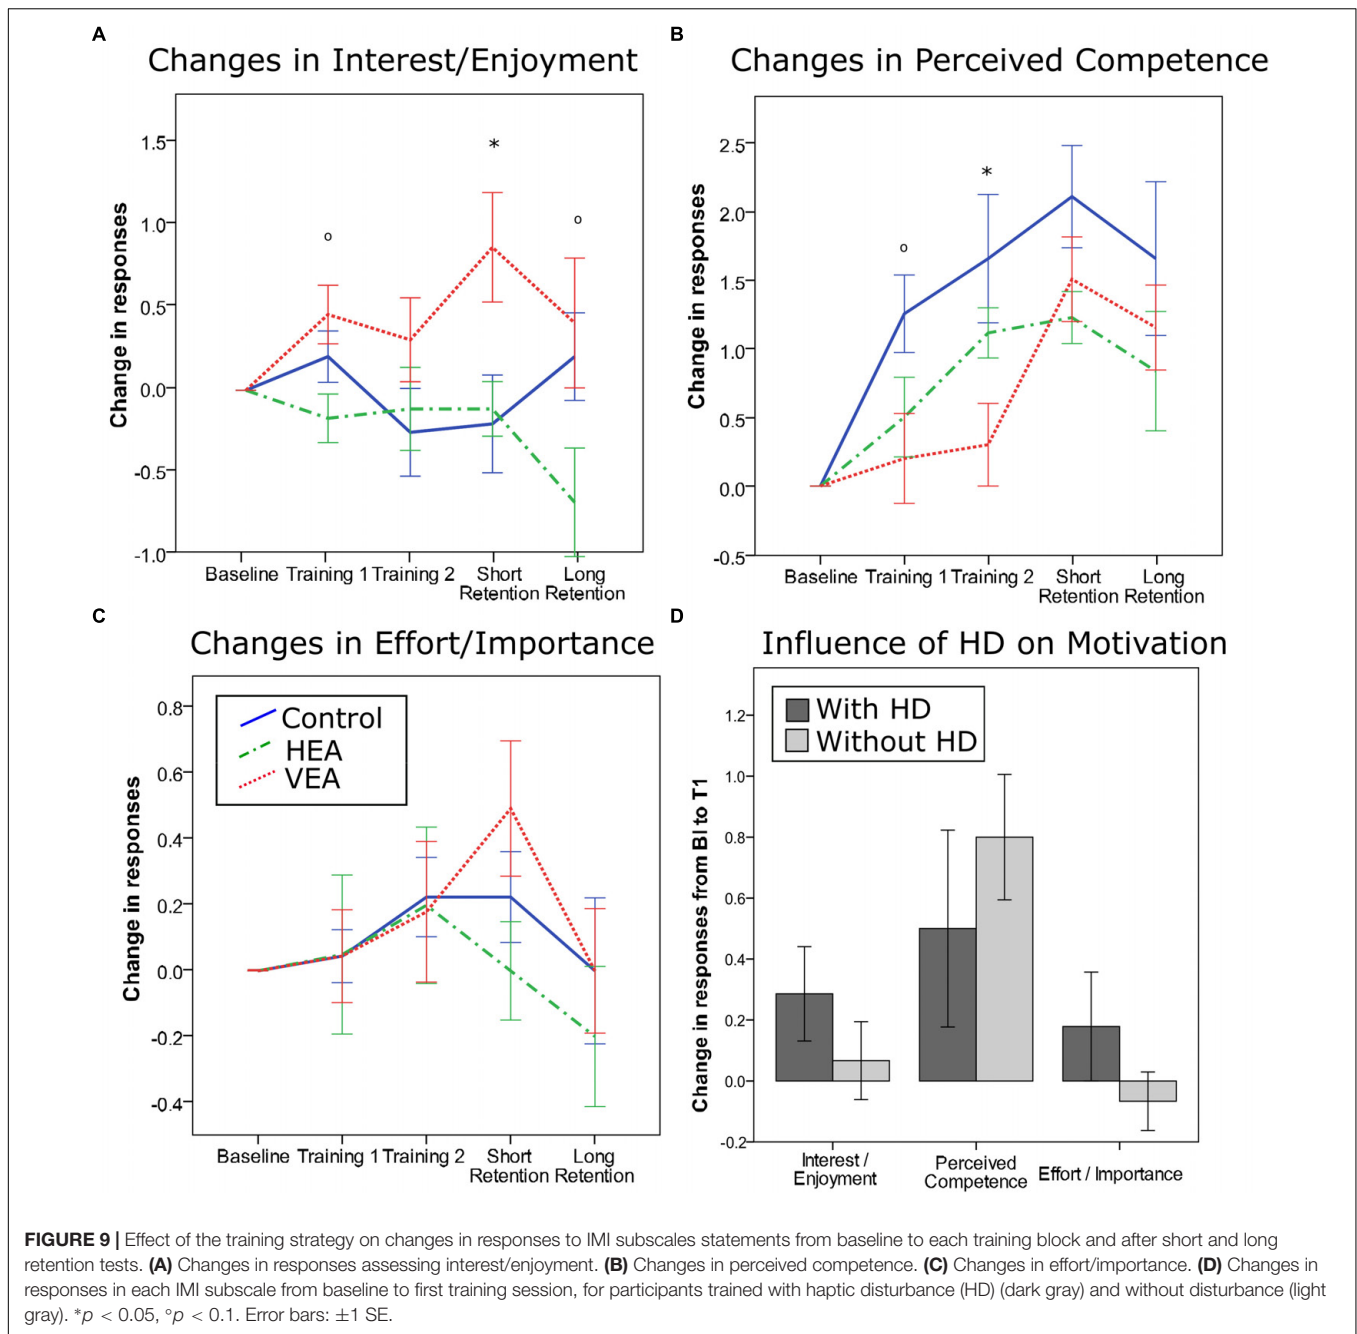 A
Changes in Interest/Enjoyment
Change in responses
1.5
1.0
0.5
0.0
-0.5
-1.0
o
*
o
Baseline Training 1 Training 2 Short Long
Retention Retention
B
Changes in Perceived Competence
Change in responses
2.5
2.0
1.5
1.0
0.5
0.0
-0.5
o
*
Baseline Training 1 Training 2 Short Long
Retention Retention
C
Changes in Effort/Importance
Change in responses
0.8
0.6
0.4
0.2
0.0
-0.2
-0.4
Control
HEA
VEA
Baseline Training 1 Training 2 Short Long
Retention Retention
D
Influence of HD on Motivation
Change in responses from Bl to T1
1.2
1.0
0.8
0.6
0.4
0.2
0.0
-0.2
With HD
Without HD
Interest / Perceived Effort / Importance
Enjoyment Competence
FIGURE 9 | Effect of the training strategy on changes in responses to IMI subscales statements from baseline to each training block and after short and long
retention tests. (A) Changes in responses assessing interest/enjoyment. (B) Changes in perceived competence. (C) Changes in effort/importance. (D) Changes in
responses in each IMI subscale from baseline to first training session, for participants trained with haptic disturbance (HD) (dark gray) and without disturbance (light
gray). *p < 0.05, °p < 0.1. Error bars: ±1 SE.